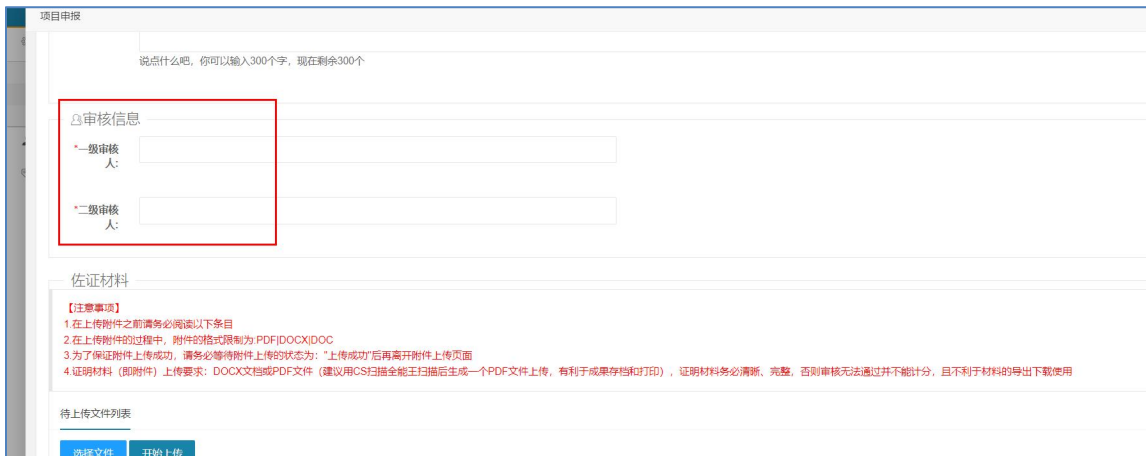 项目申报
说点什么吧，你可以输入300个字，现在剩余300个
审核信息
*一级审核
人:
*二级审核
人:
佐证材料
【注意事项】
1.在上传附件之前请务必阅读以下条目
2.在上传附件的过程中，附件的格式限制为:PDF|DOCX|DOC
3.为了保证附件上传成功，请务必等待附件上传的状态为："上传成功"后再离开附件上传页面
4.证明材料（即附件）上传要求：DOCX文档或PDF文件（建议用CS扫描全能王扫描后生成一个PDF文件上传，有利于成果存档和打印），证明材料务必清晰、完整，否则审核无法通过并不能计分，且不利于材料的导出下载使用
待上传文件列表
选择文件 开始上传